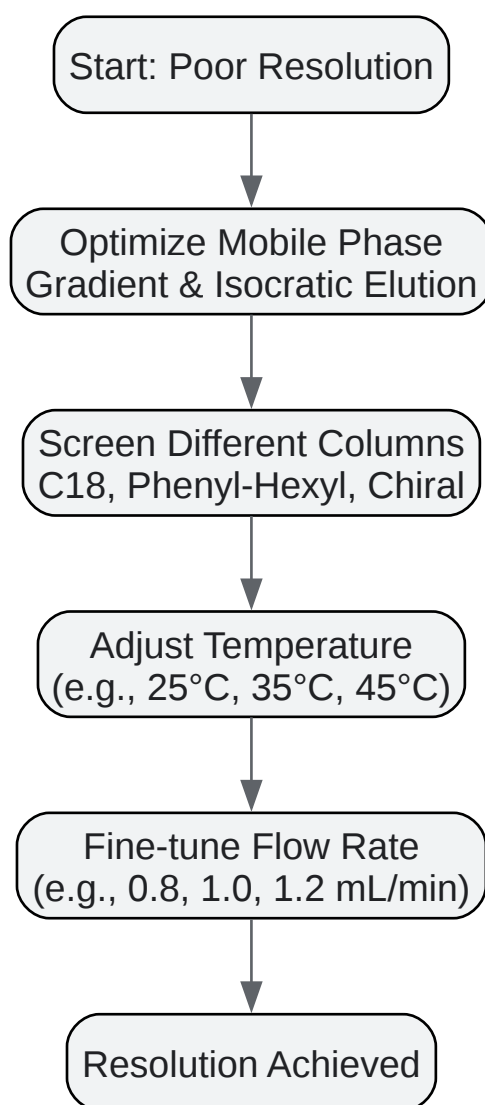 Start: Poor Resolution
Optimize Mobile Phase
Gradient & Isocratic Elution
Screen Different Columns
C18, Phenyl-Hexyl, Chiral
Adjust Temperature
(e.g., 25°C, 35°C, 45°C)
Fine-tune Flow Rate
(e.g., 0.8, 1.0, 1.2 mL/min)
Resolution Achieved